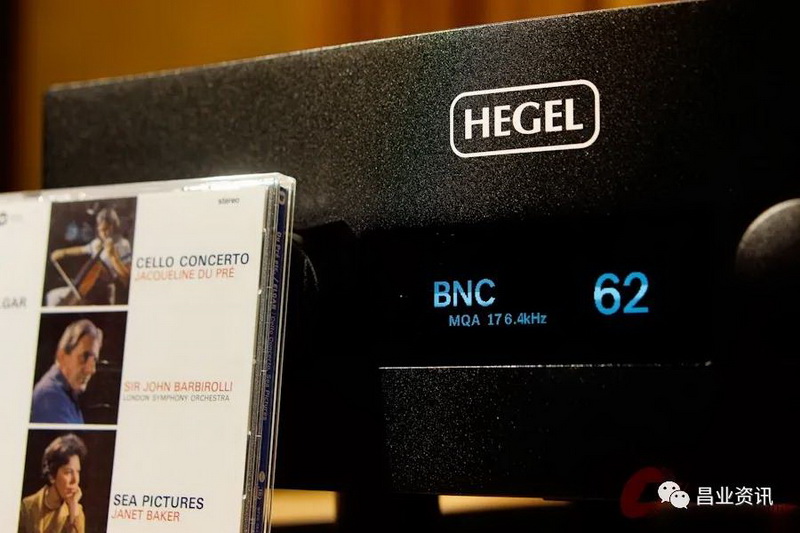 HEGEL
BNC
62
MQA 176.4kHz
stereo
CELLO CONCERTO
JACQUELINE DU PRÉ
LGAR
SIR JOHN BARBIROLLI
LONDON SYMPHONY ORCHESTRA
SEA PICTURES
JANET BAKER
昌业资讯